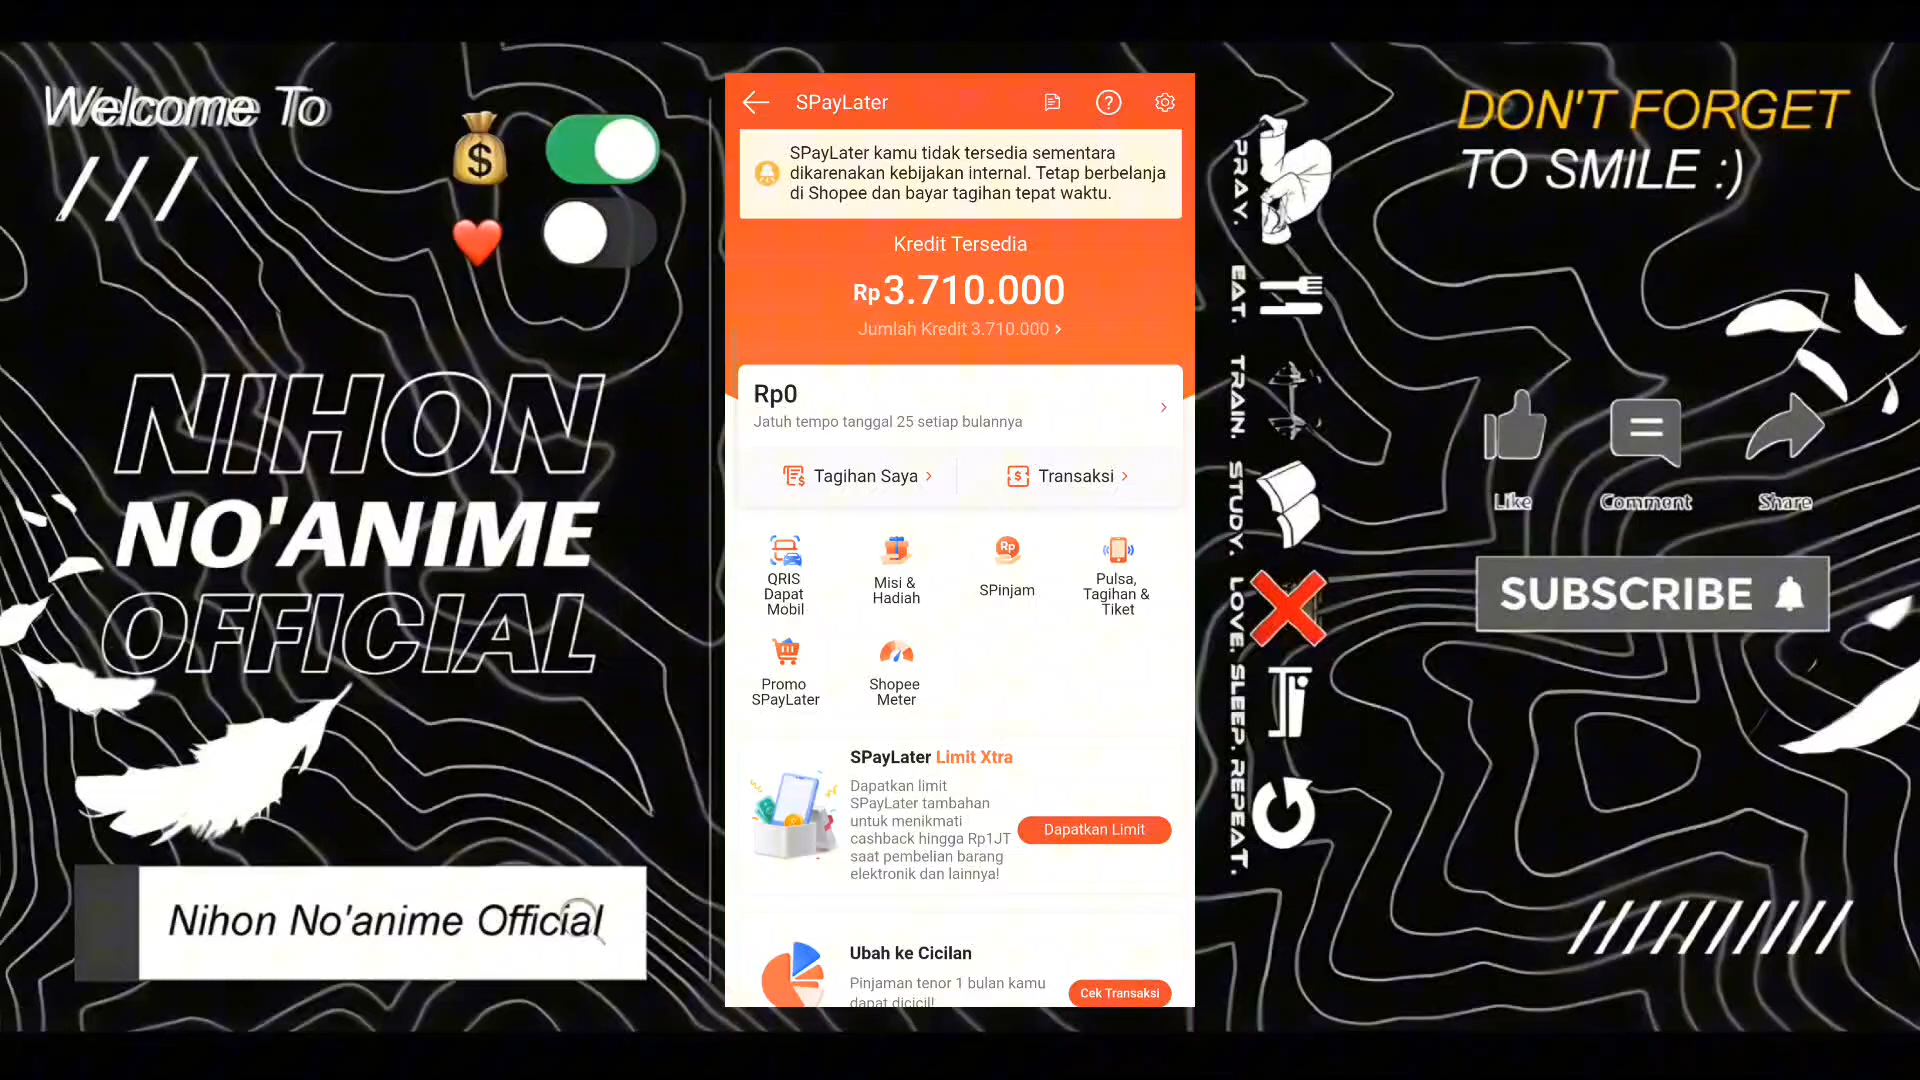 Welcome To
NIHON
NO'ANIME
OFFICIAL
Nihon No'anime Official
SPayLater
SPayLater kamu tidak tersedia sementara
dikarenakan kebijakan internal. Tetap berbelanja
di Shopee dan bayar tagihan tepat waktu.
Kredit Tersedia
Rp3.710.000
Jumlah Kredit 3.710.000 >
Rp0
Jatuh tempo tanggal 25 setiap bulannya
Tagihan Saya >
Transaksi >
QRIS
Dapat
Mobil
Misi &
Hadiah
Rp
SPinjam
Pulsa,
Tagihan &
Tiket
Promo
SPayLater
Shopee
Meter
SPayLater Limit Xtra
Dapatkan limit
SPayLater tambahan
untuk menikmati
cashback hingga Rp1JT
saat pembelian barang
elektronik dan lainnya!
Dapatkan Limit
Ubah ke Cicilan
Pinjaman tenor 1 bulan kamu
dapat dicicil!
Cek Transaksi
PRAY.
EAT.
TRAIN.
STUDY.
LOVE.
SLEEP.
REPEAT.
DON'T FORGET
TO SMILE :)
Like
Comment
Share
SUBSCRIBE